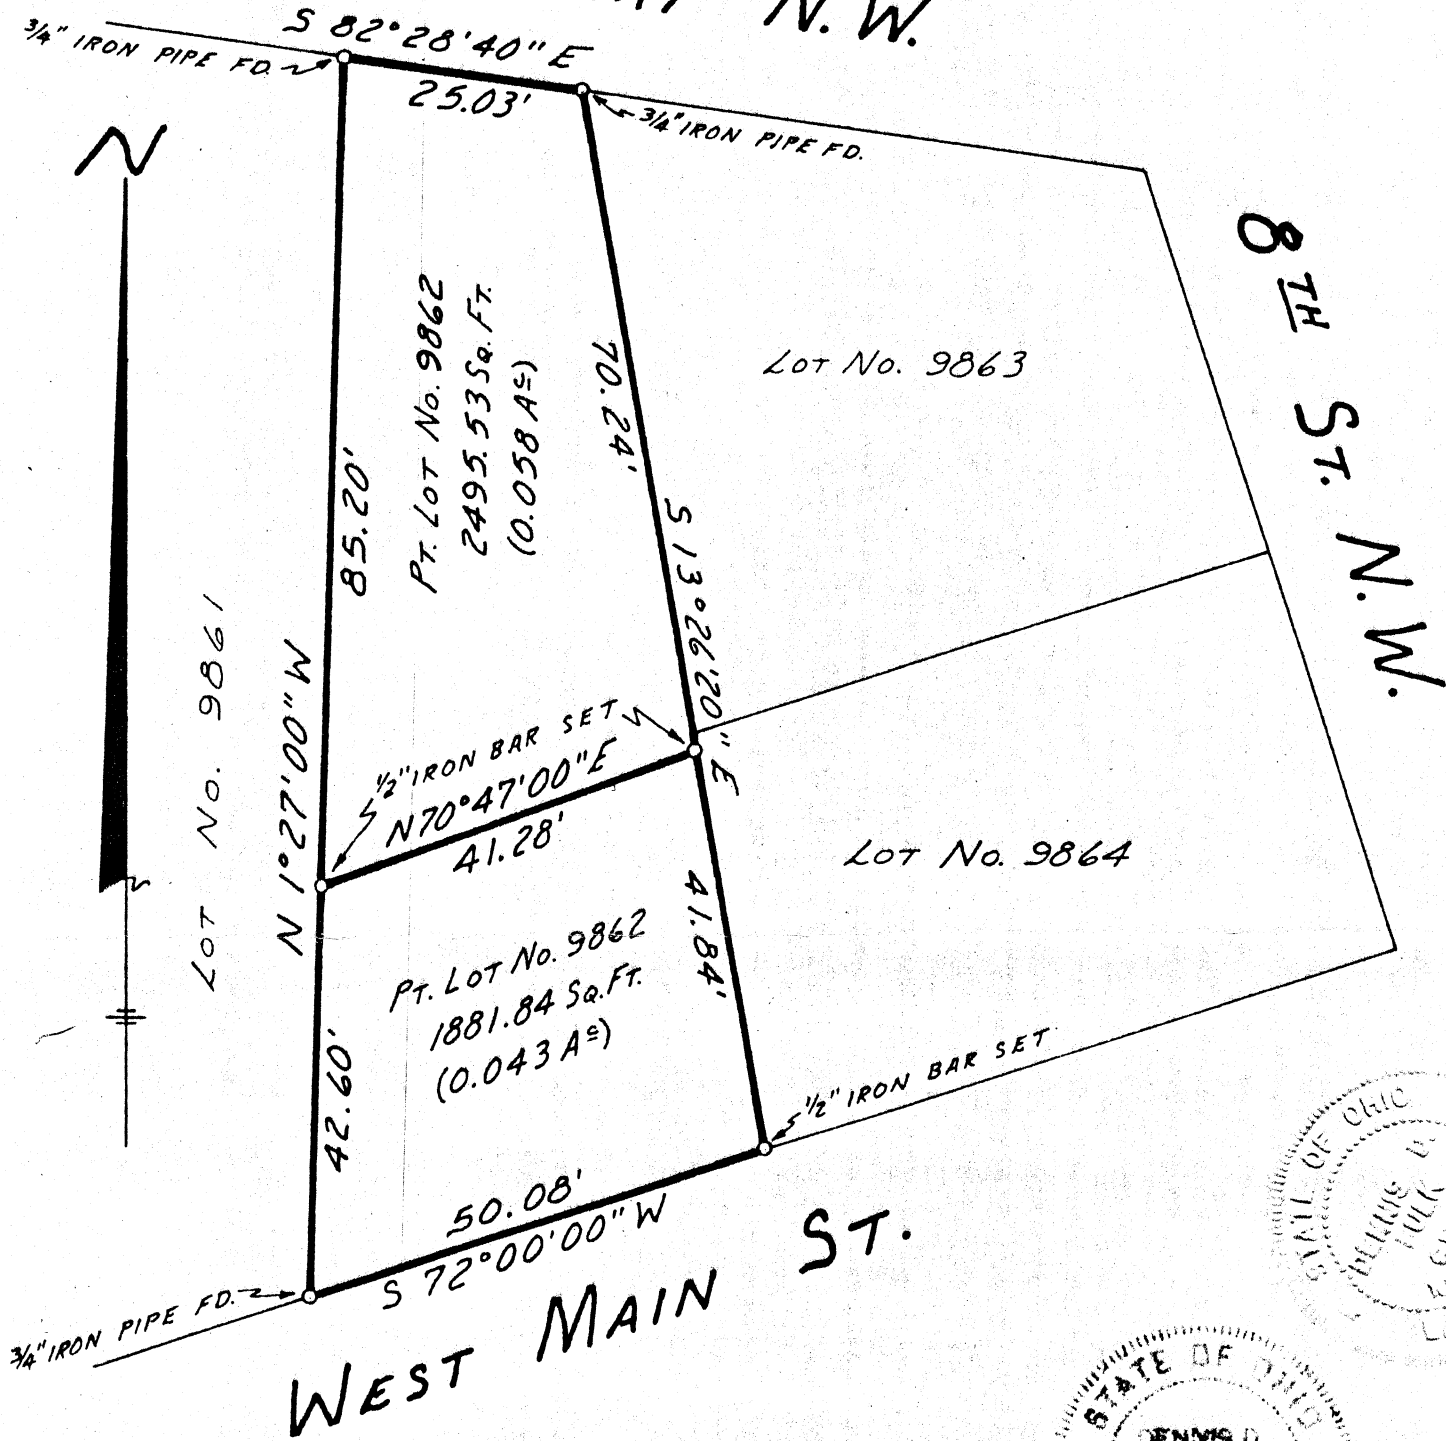 N.W.
S 82°28'40" E
3/4" IRON PIPE FD.
25.03'
3/4" IRON PIPE FD.
N
8TH ST. N.W.
PT. LOT No. 9862
2495.53 SQ. FT.
(0.058 Ac)
70.24'
LOT No. 9863
85.20'
S 13°26'20" E
LOT No. 9861
N 1°27'00" W
1/2" IRON BAR SET
N 70°47'00" E
41.28'
LOT No. 9864
41.84'
PT. LOT No. 9862
1881.84 SQ. FT.
(0.043 Ac)
42.60'
1/2" IRON BAR SET
50.08'
S 72°00'00" W
3/4" IRON PIPE FD.
WEST MAIN ST.
STATE OF OHIO
DENNIS
STATE OF OHIO
DENNIS D.